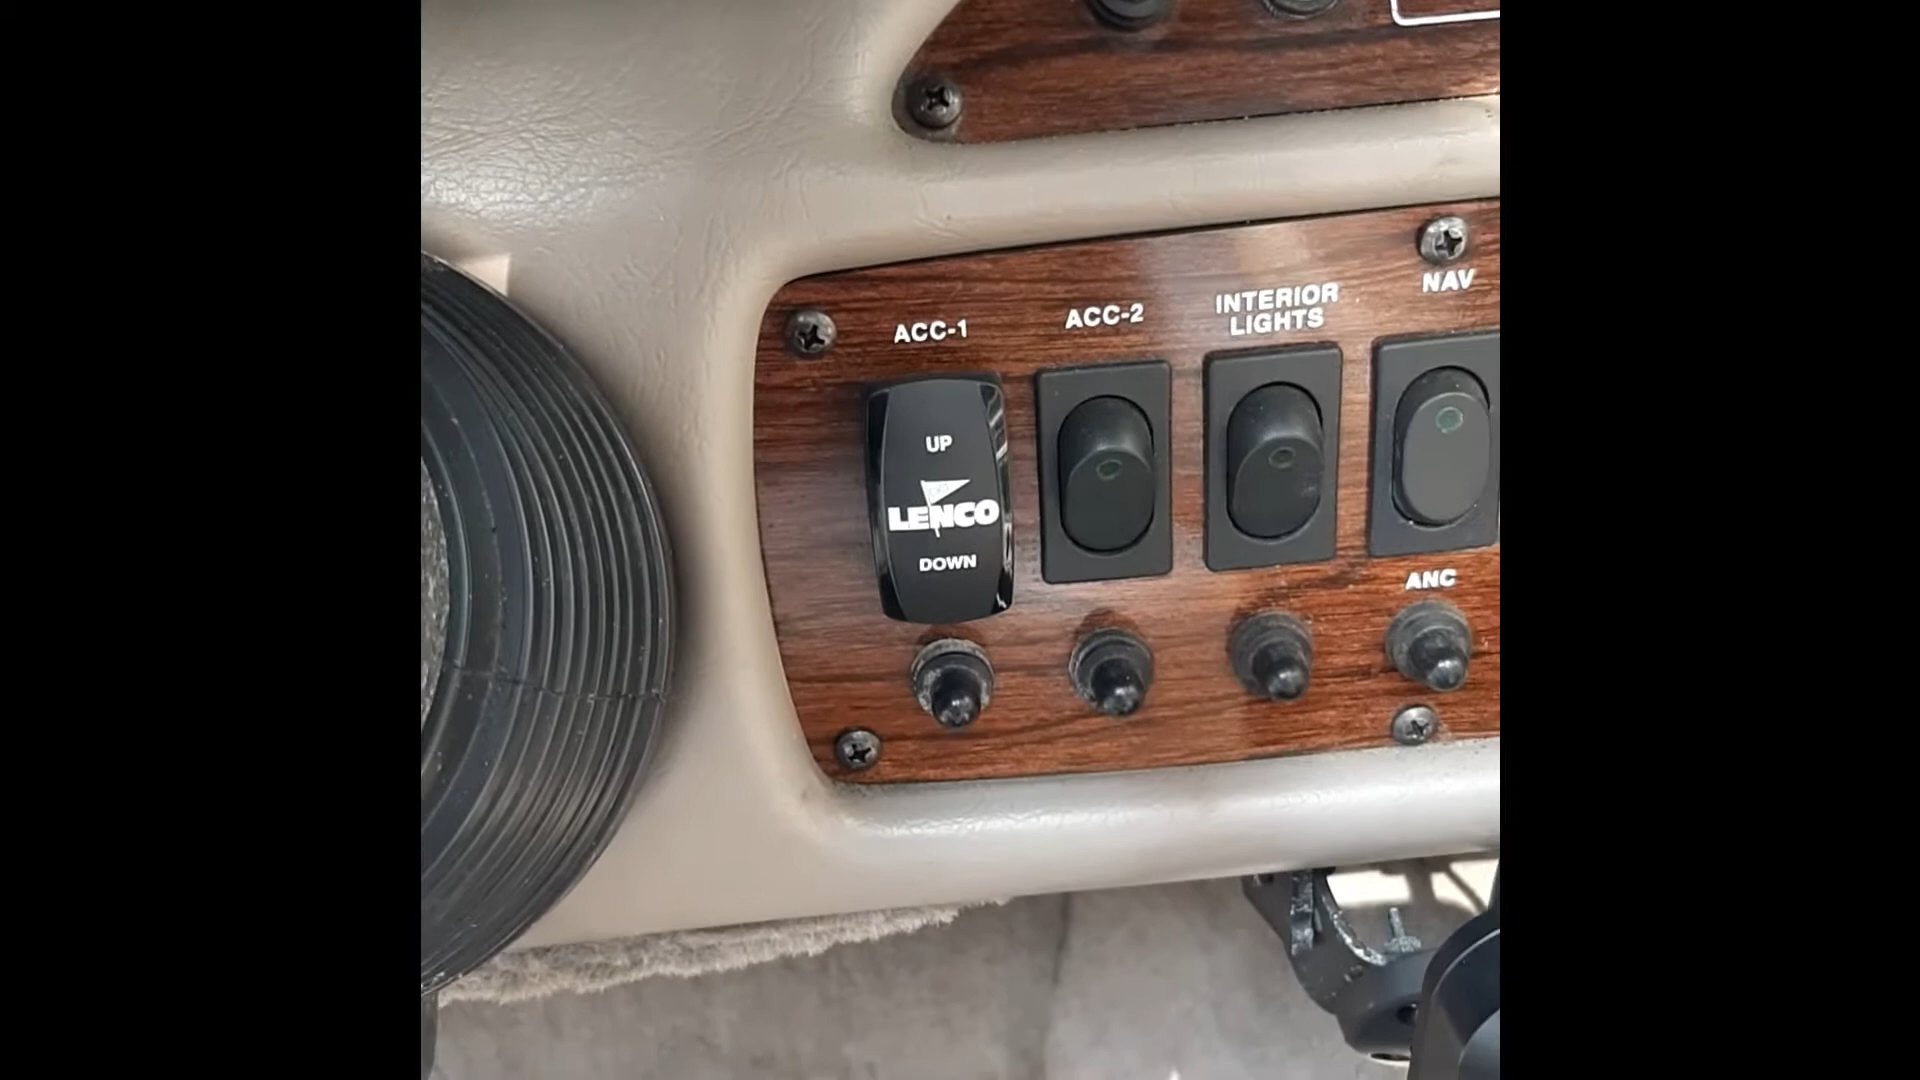 ACC-1
ACC-2
INTERIOR
LIGHTS
NAV
UP
LENCO
DOWN
ANC